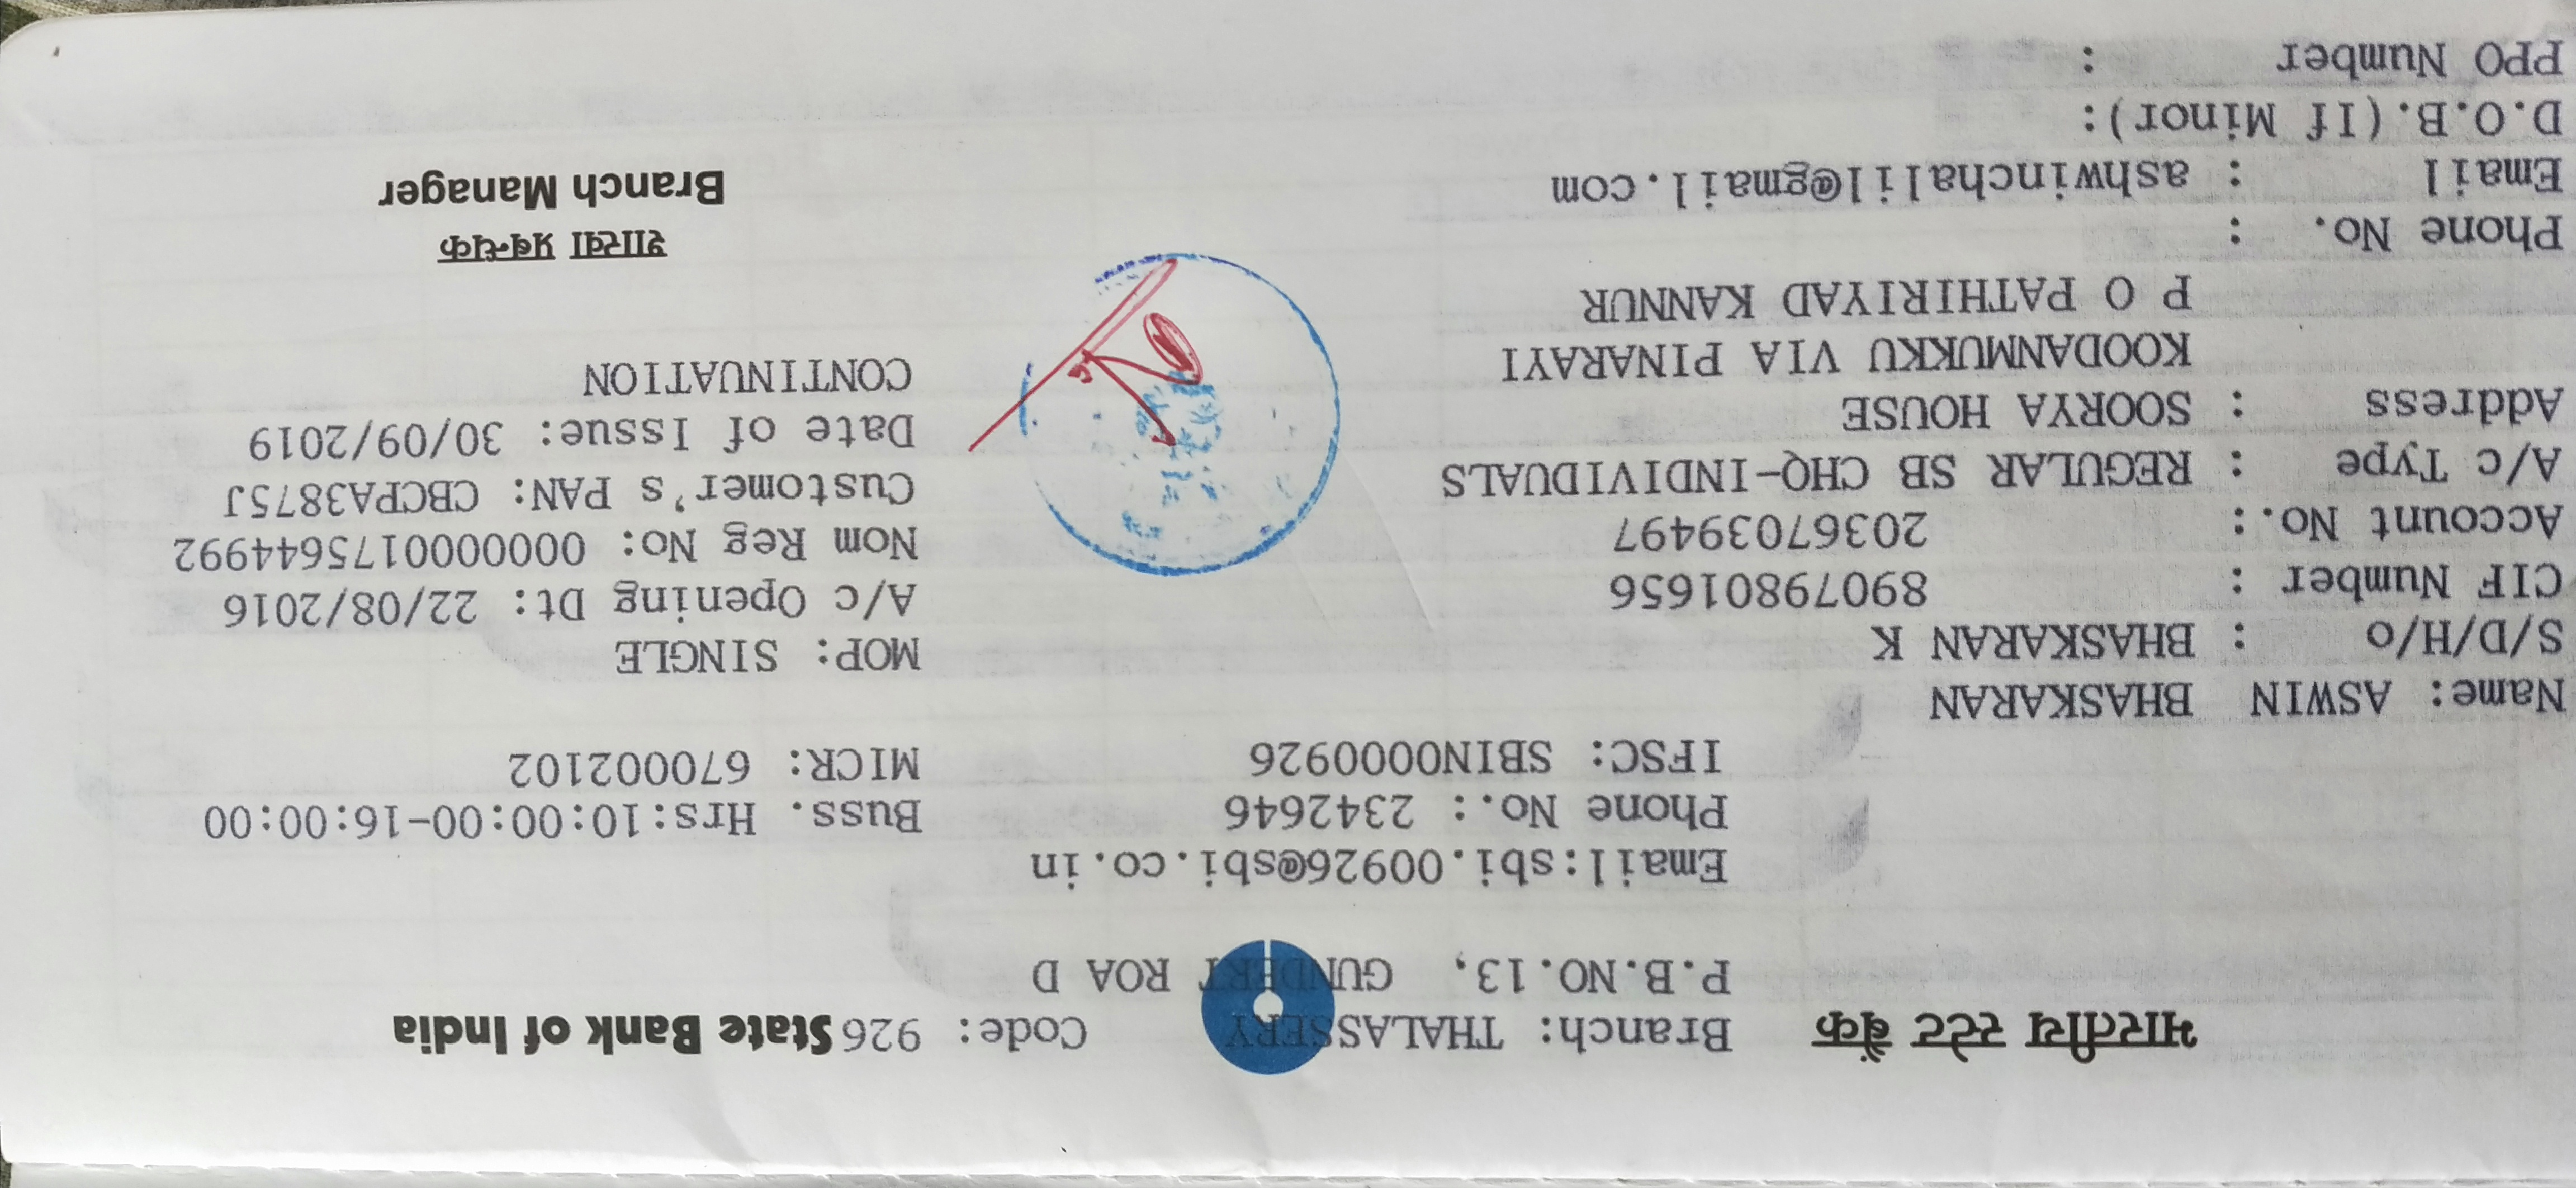 भारतीय स्टेट बैंक Branch: THALASSERY Code: 926 State Bank of India
P.B.NO.13, GUNDERT ROA D
Email:sbi.00926@sbi.co.in
Phone No.: 2342646 Buss. Hrs:10:00:00-16:00:00
IFSC: SBIN0000926 MICR: 670002102
Name: ASWIN BHASKARAN
S/D/H/o : BHASKARAN K MOP: SINGLE
CIF Number : 89079801656 A/c Opening Dt: 22/08/2016
Account No.: 20367039497 Nom Reg No: 0000000175644992
A/c Type : REGULAR SB CHQ-INDIVIDUALS Customer's PAN: CBCPA3875J
Address : SOORYA HOUSE Date of Issue: 30/09/2019
KOODANMUKKU VIA PINARAYI CONTINUATION
P O PATHIRIYAD KANNUR
Phone No. : शाखा प्रबन्धक
Email : ashwinchalil@gmail.com Branch Manager
D.O.B.(If Minor):
PPO Number :